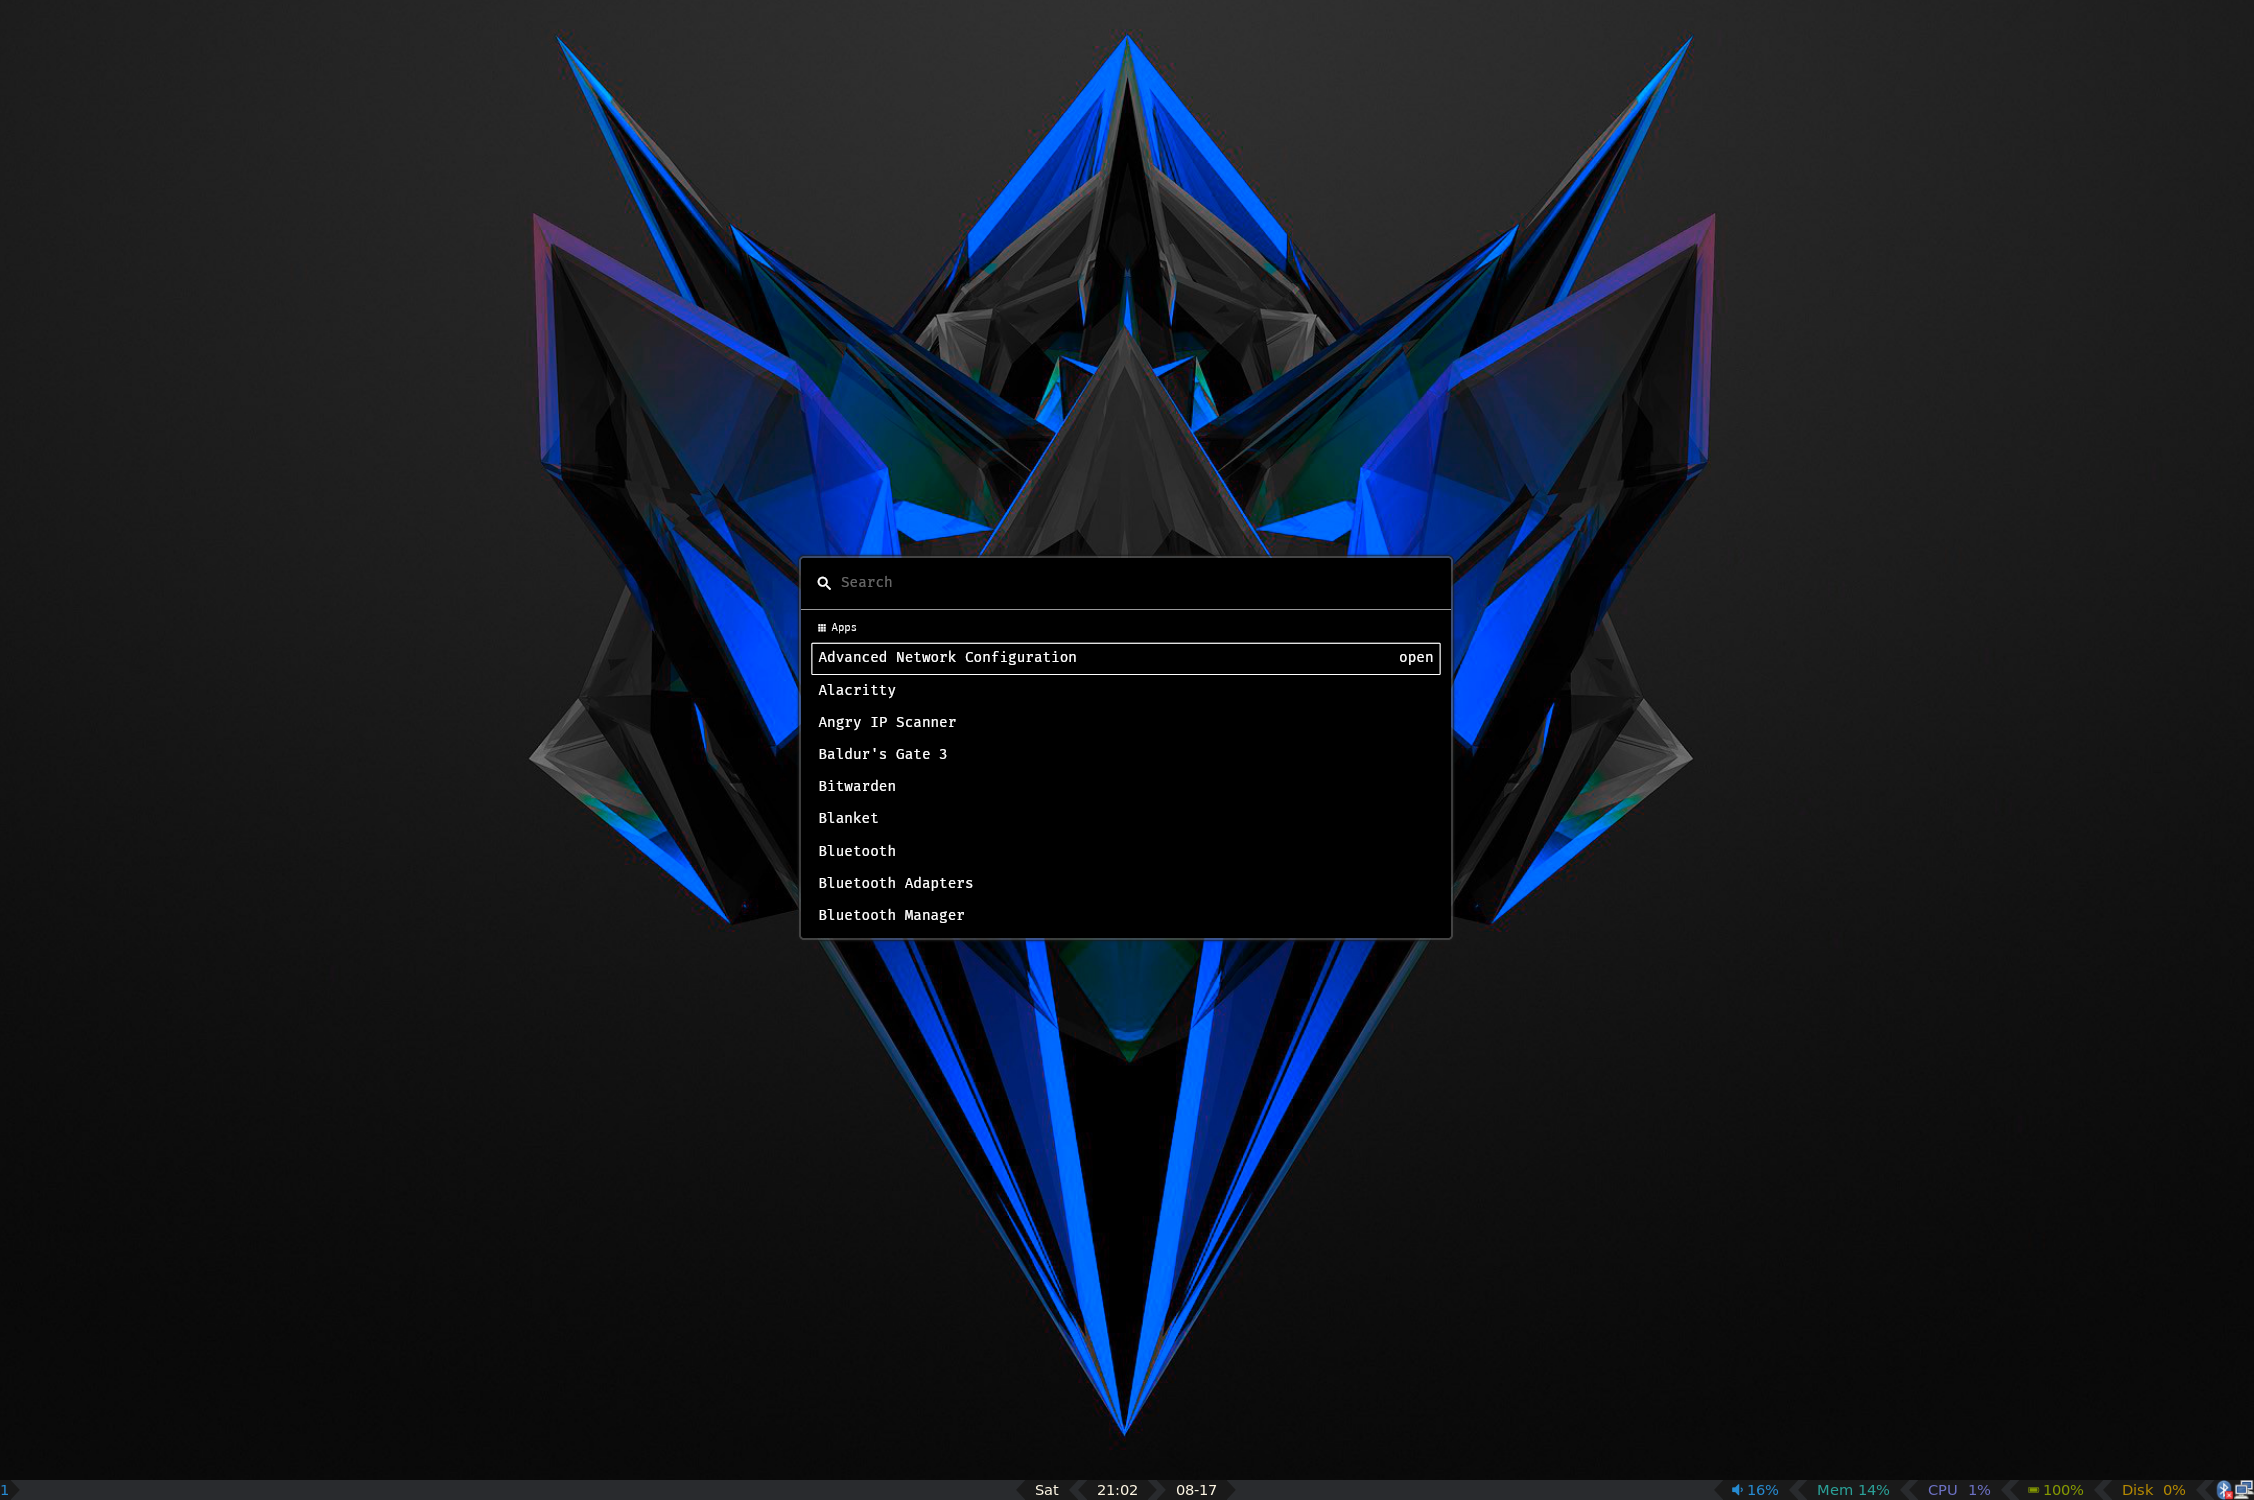 Search
Apps
Advanced Network Configuration open
Alacritty
Angry IP Scanner
Baldur's Gate 3
Bitwarden
Blanket
Bluetooth
Bluetooth Adapters
Bluetooth Manager
1 Sat 21:02 08-17 16% Mem 14% CPU 1% 100% Disk 0%